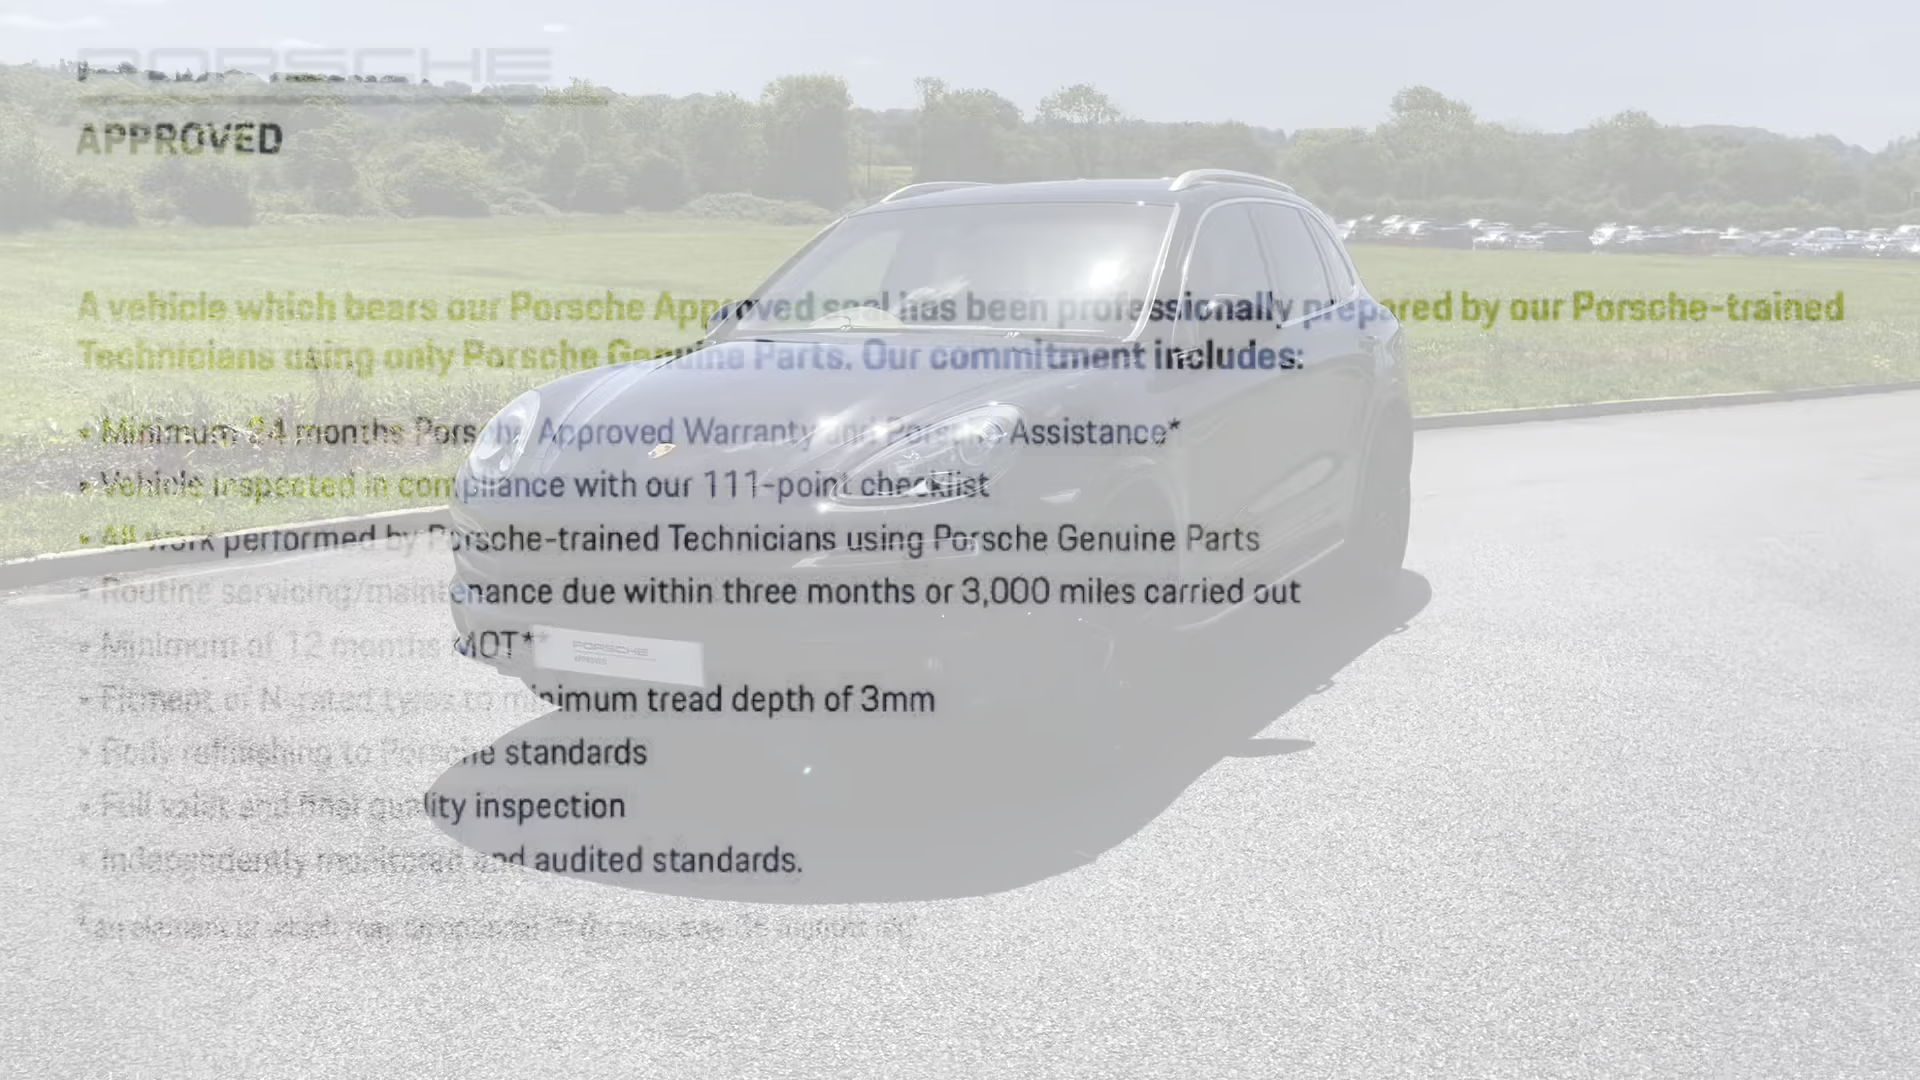 PORSCHE
APPROVED
A vehicle which bears our Porsche Approved seal has been professionally prepared by our Porsche-trained
Technicians using only Porsche Genuine Parts. Our commitment includes:
• Minimum 24 months Porsche Approved Warranty and Porsche Assistance*
• Vehicle inspected in compliance with our 111-point checklist
• All work performed by Porsche-trained Technicians using Porsche Genuine Parts
• Routine servicing/maintenance due within three months or 3,000 miles carried out
• Minimum of 12 months MOT**
• Fitment of N-rated tyres to minimum tread depth of 3mm
• Body refinishing to Porsche standards
• Full valet and final quality inspection
• Independently monitored and audited standards.
PORSCHE
APPROVED